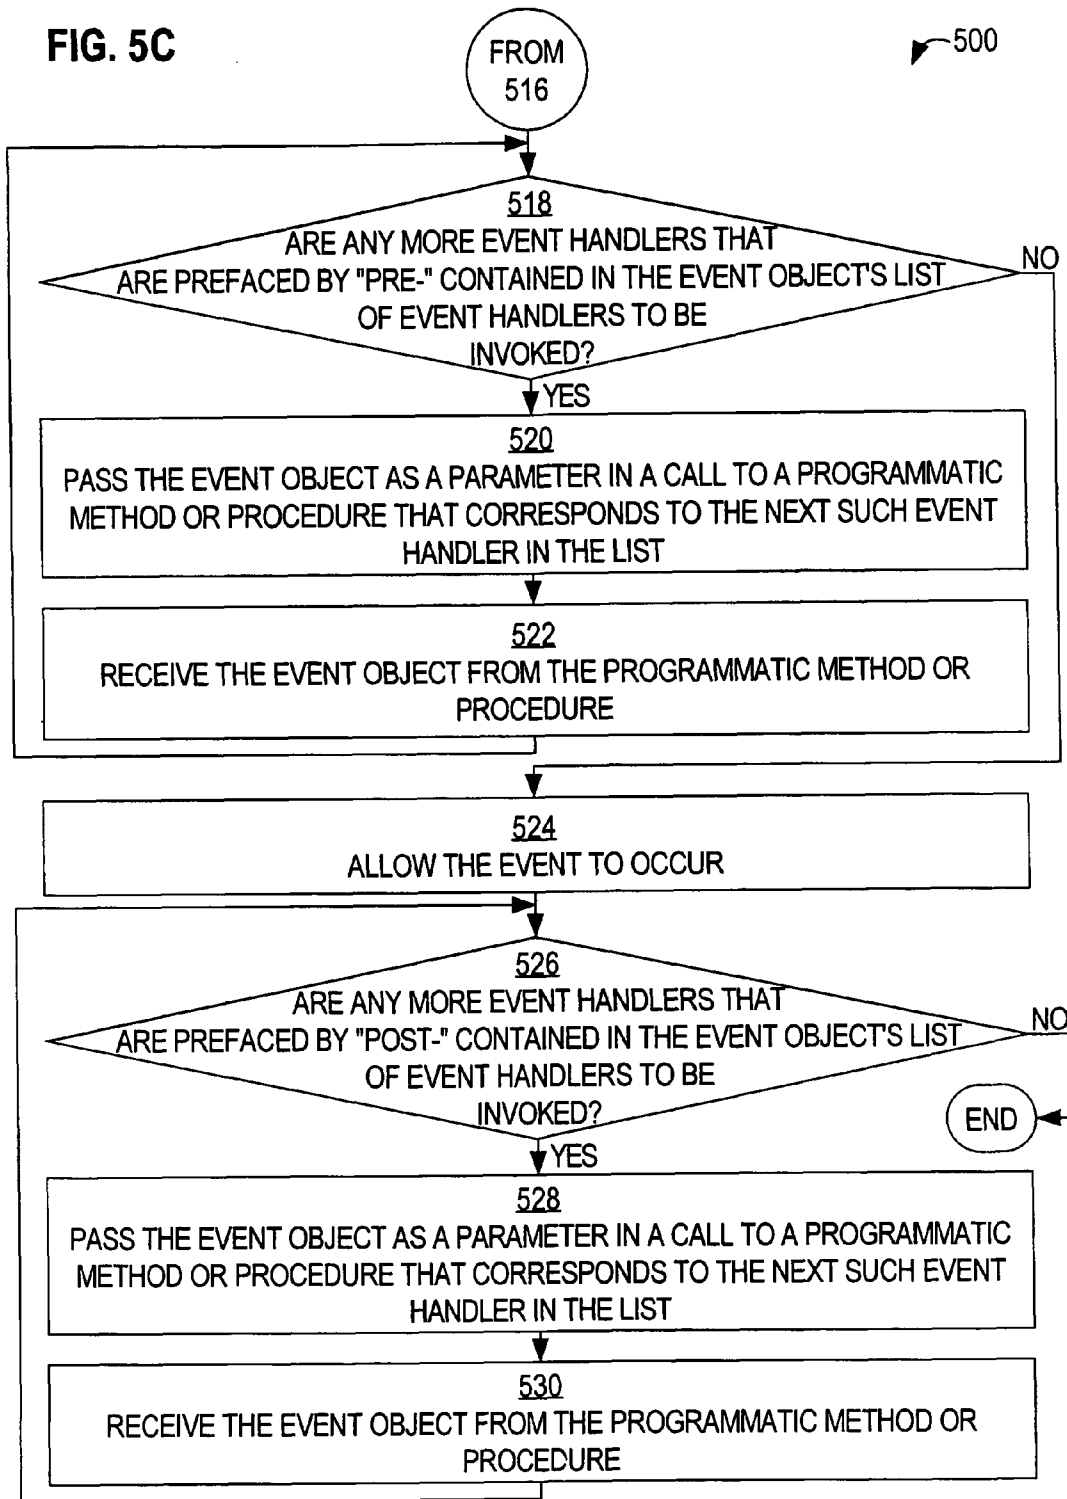 FIG. 5C
FROM
516
500
518
ARE ANY MORE EVENT HANDLERS THAT
ARE PREFACED BY "PRE-" CONTAINED IN THE EVENT OBJECT'S LIST
OF EVENT HANDLERS TO BE
INVOKED?
NO
YES
520
PASS THE EVENT OBJECT AS A PARAMETER IN A CALL TO A PROGRAMMATIC
METHOD OR PROCEDURE THAT CORRESPONDS TO THE NEXT SUCH EVENT
HANDLER IN THE LIST
522
RECEIVE THE EVENT OBJECT FROM THE PROGRAMMATIC METHOD OR
PROCEDURE
524
ALLOW THE EVENT TO OCCUR
526
ARE ANY MORE EVENT HANDLERS THAT
ARE PREFACED BY "POST-" CONTAINED IN THE EVENT OBJECT'S LIST
OF EVENT HANDLERS TO BE
INVOKED?
NO
END
YES
528
PASS THE EVENT OBJECT AS A PARAMETER IN A CALL TO A PROGRAMMATIC
METHOD OR PROCEDURE THAT CORRESPONDS TO THE NEXT SUCH EVENT
HANDLER IN THE LIST
530
RECEIVE THE EVENT OBJECT FROM THE PROGRAMMATIC METHOD OR
PROCEDURE